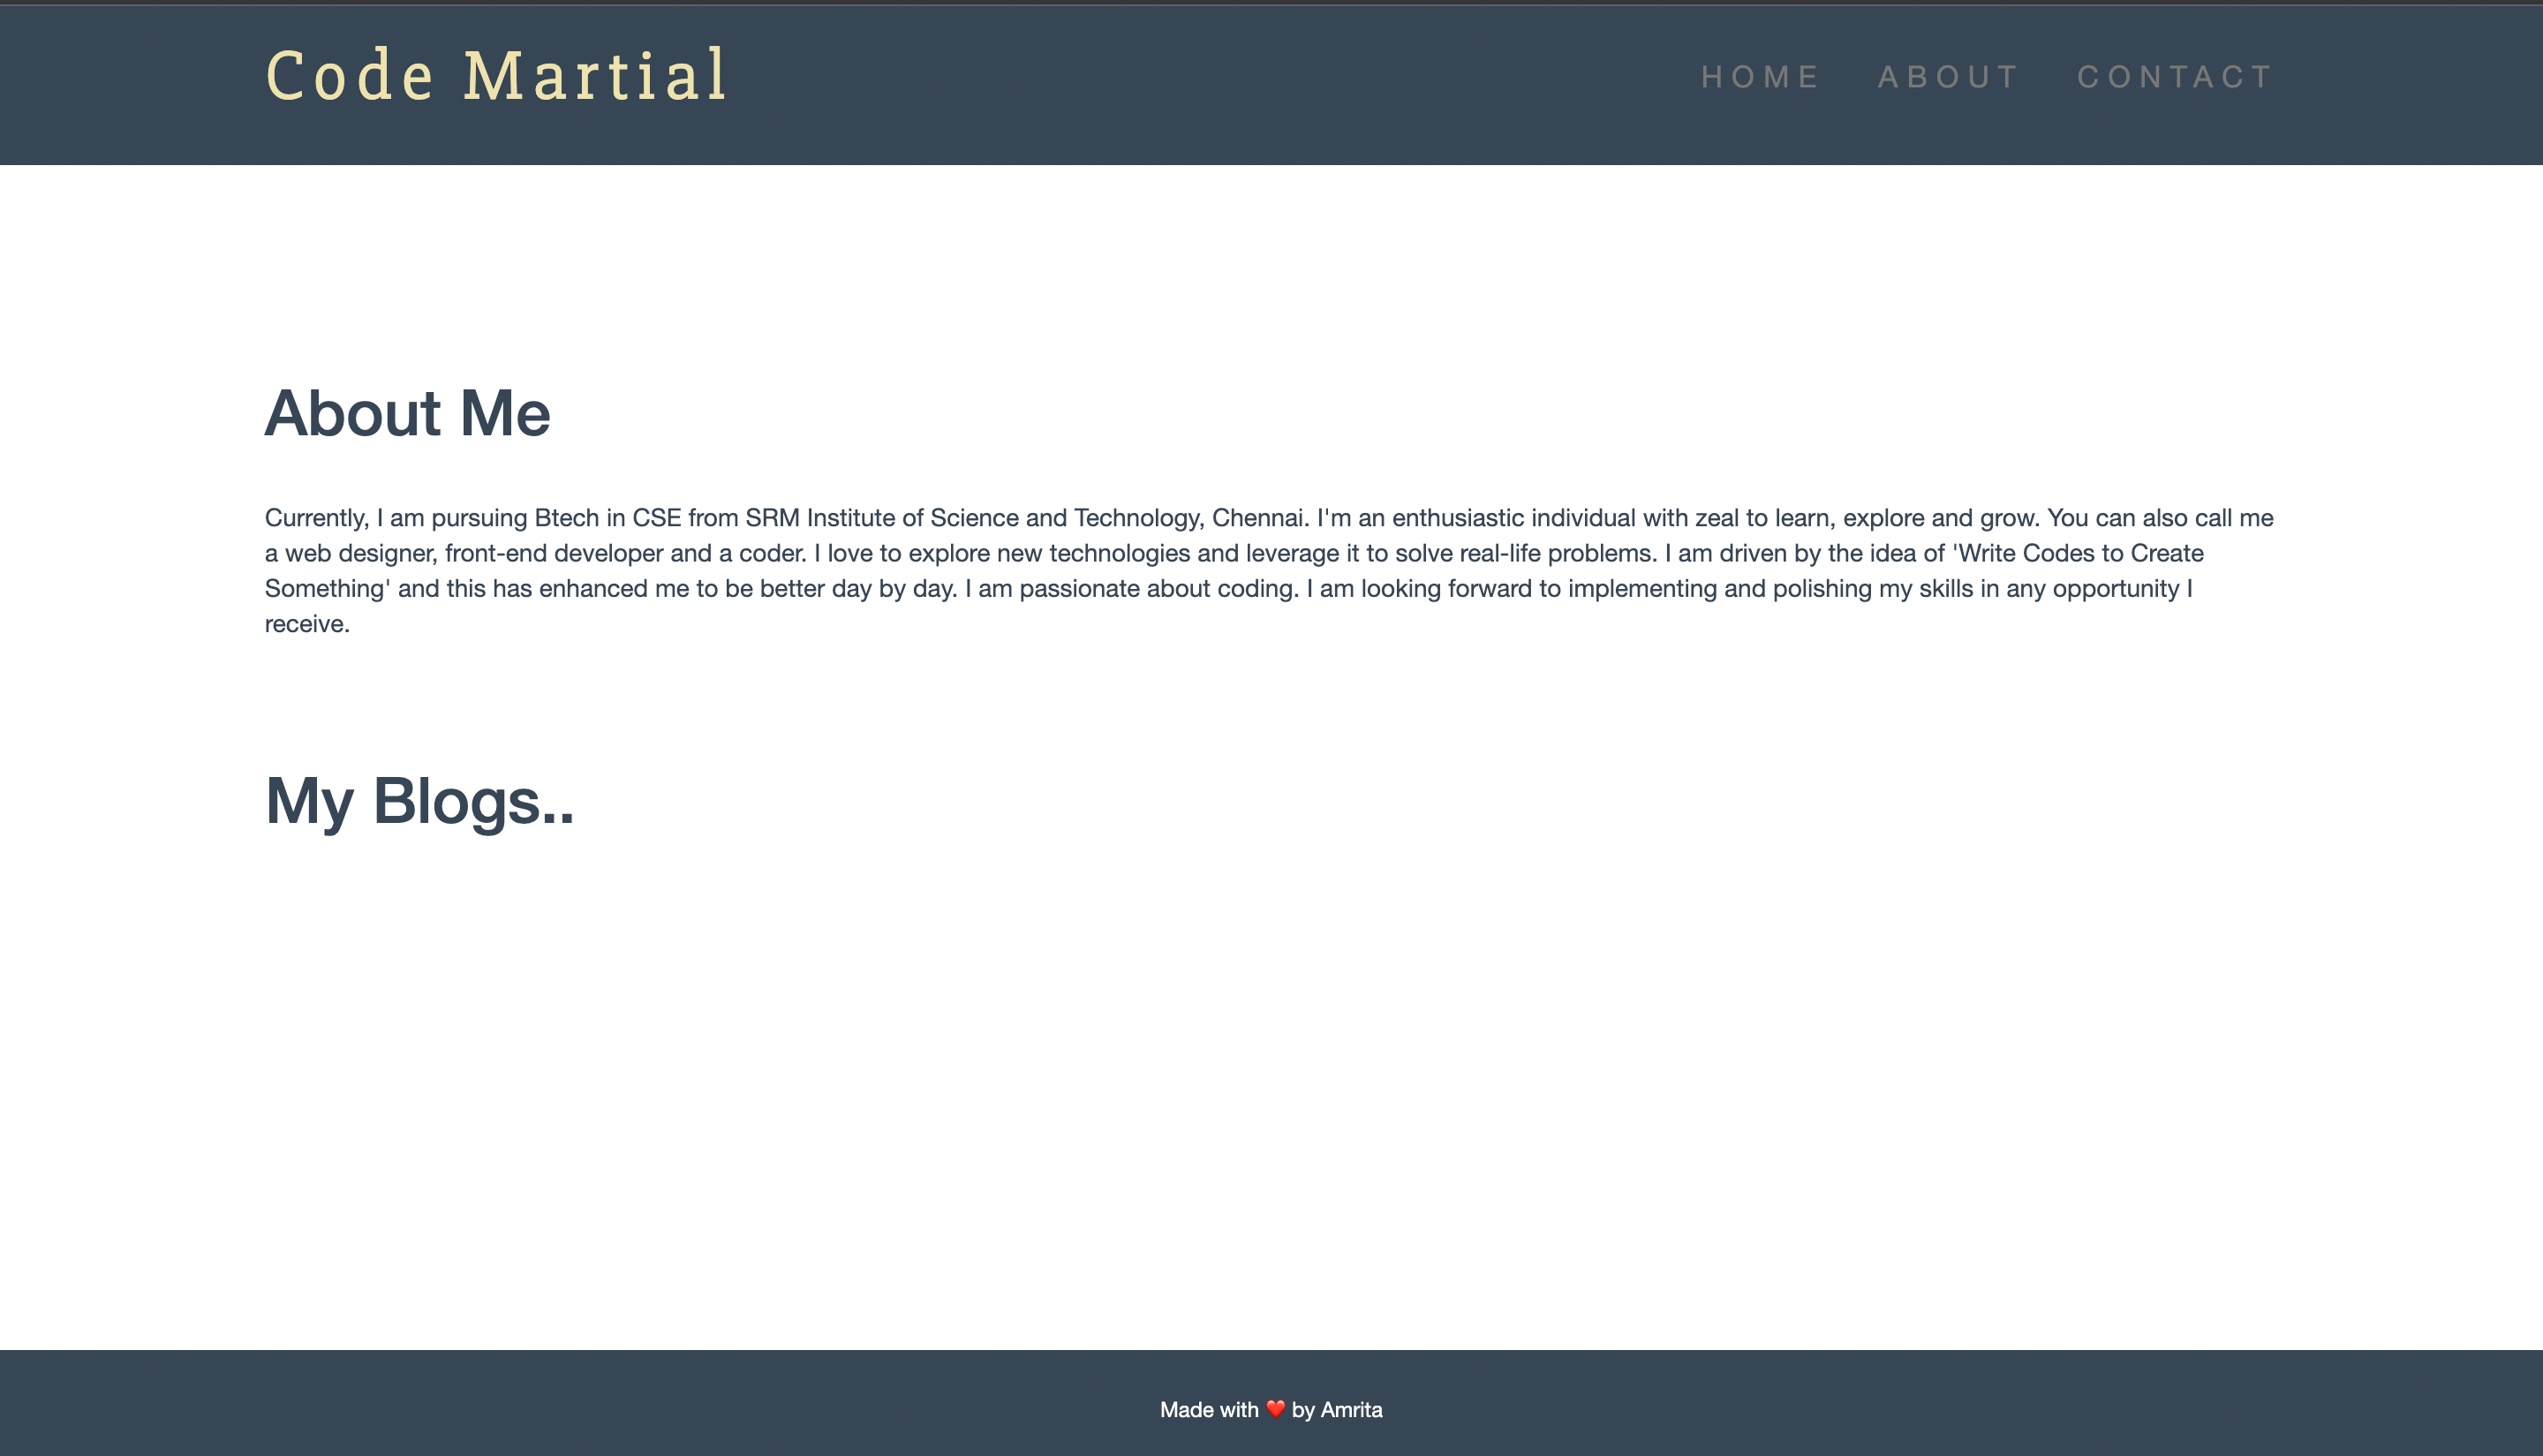 Code Martial
HOME ABOUT CONTACT
About Me
Currently, I am pursuing Btech in CSE from SRM Institute of Science and Technology, Chennai. I'm an enthusiastic individual with zeal to learn, explore and grow. You can also call me
a web designer, front-end developer and a coder. I love to explore new technologies and leverage it to solve real-life problems. I am driven by the idea of 'Write Codes to Create
Something' and this has enhanced me to be better day by day. I am passionate about coding. I am looking forward to implementing and polishing my skills in any opportunity I
receive.
My Blogs..
Made with ❤️ by Amrita